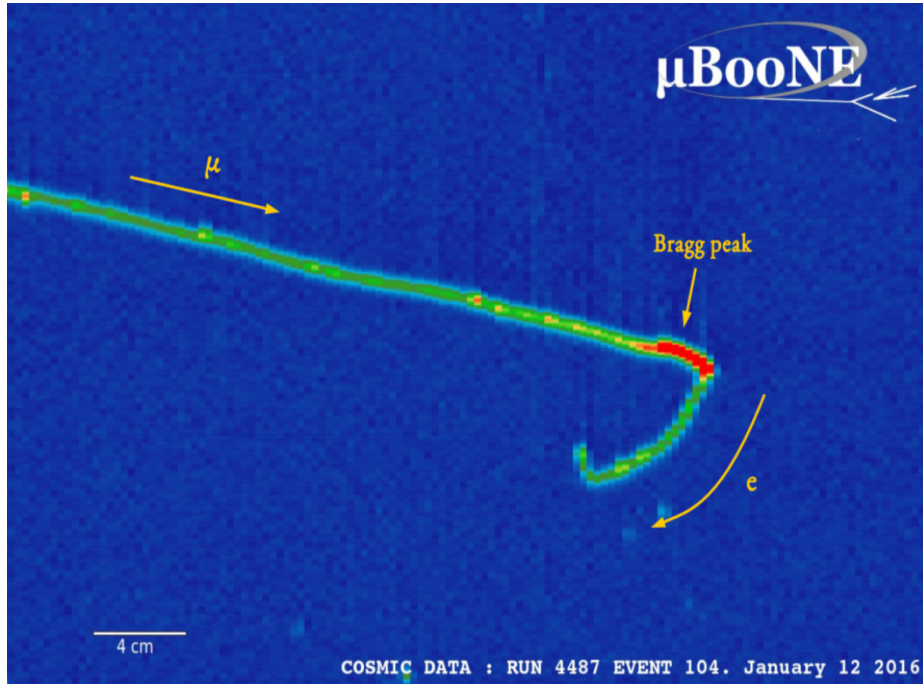 μBooNE
μ
Bragg peak
e
4 cm
COSMIC DATA : RUN 4487 EVENT 104. January 12 2016